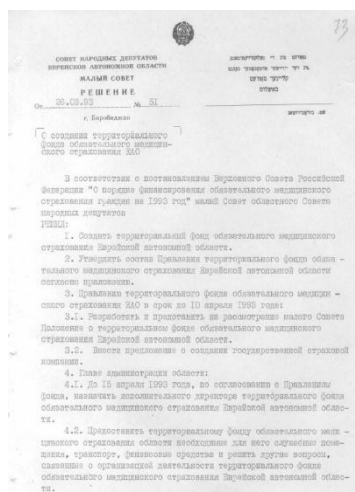 73
СОВЕТ НАРОДНЫХ ДЕПУТАТОВ
ЕВРЕЙСКОЙ АВТОНОМНОЙ ОБЛАСТИ
МАЛЫЙ СОВЕТ
РЕШЕНИЕ
От 26.03.93 № 51
г. Биробиджан
О создании территориального
фонда обязательного медицин-
ского страхования ЕАО
В соответствии с постановлением Верховного Совета Российской
Федерации "О порядке финансирования обязательного медицинского
страхования граждан на 1993 год" малый Совет областного Совета
народных депутатов
РЕШИЛ:
1. Создать территориальный фонд обязательного медицинского
страхования Еврейской автономной области.
2. Утвердить состав Правления территориального фонда обяза -
тельного медицинского страхования Еврейской автономной области
согласно приложению.
3. Правлению территориального фонда обязательного медицин -
ского страхования ЕАО в срок до 10 апреля 1993 года:
3.1. Разработать и представить на рассмотрение малого Совета
Положение о территориальном фонде обязательного медицинского
страхования Еврейской автономной области.
3.2. Внести предложение о создании государственной страховой
компании.
4. Главе администрации области:
4.1. До 15 апреля 1993 года, по согласованию с Правлением
фонда, назначить исполнительного директора территориального фонда
обязательного медицинского страхования Еврейской автономной облас-
ти.
4.2. Предоставить территориальному фонду обязательного меди -
цинского страхования области необходимые для него служебные поме-
щения, транспорт, финансовые средства и решить другие вопросы,
связанные с организацией деятельности территориального фонда
обязательного медицинского страхования Еврейской автономной облас-
ти.